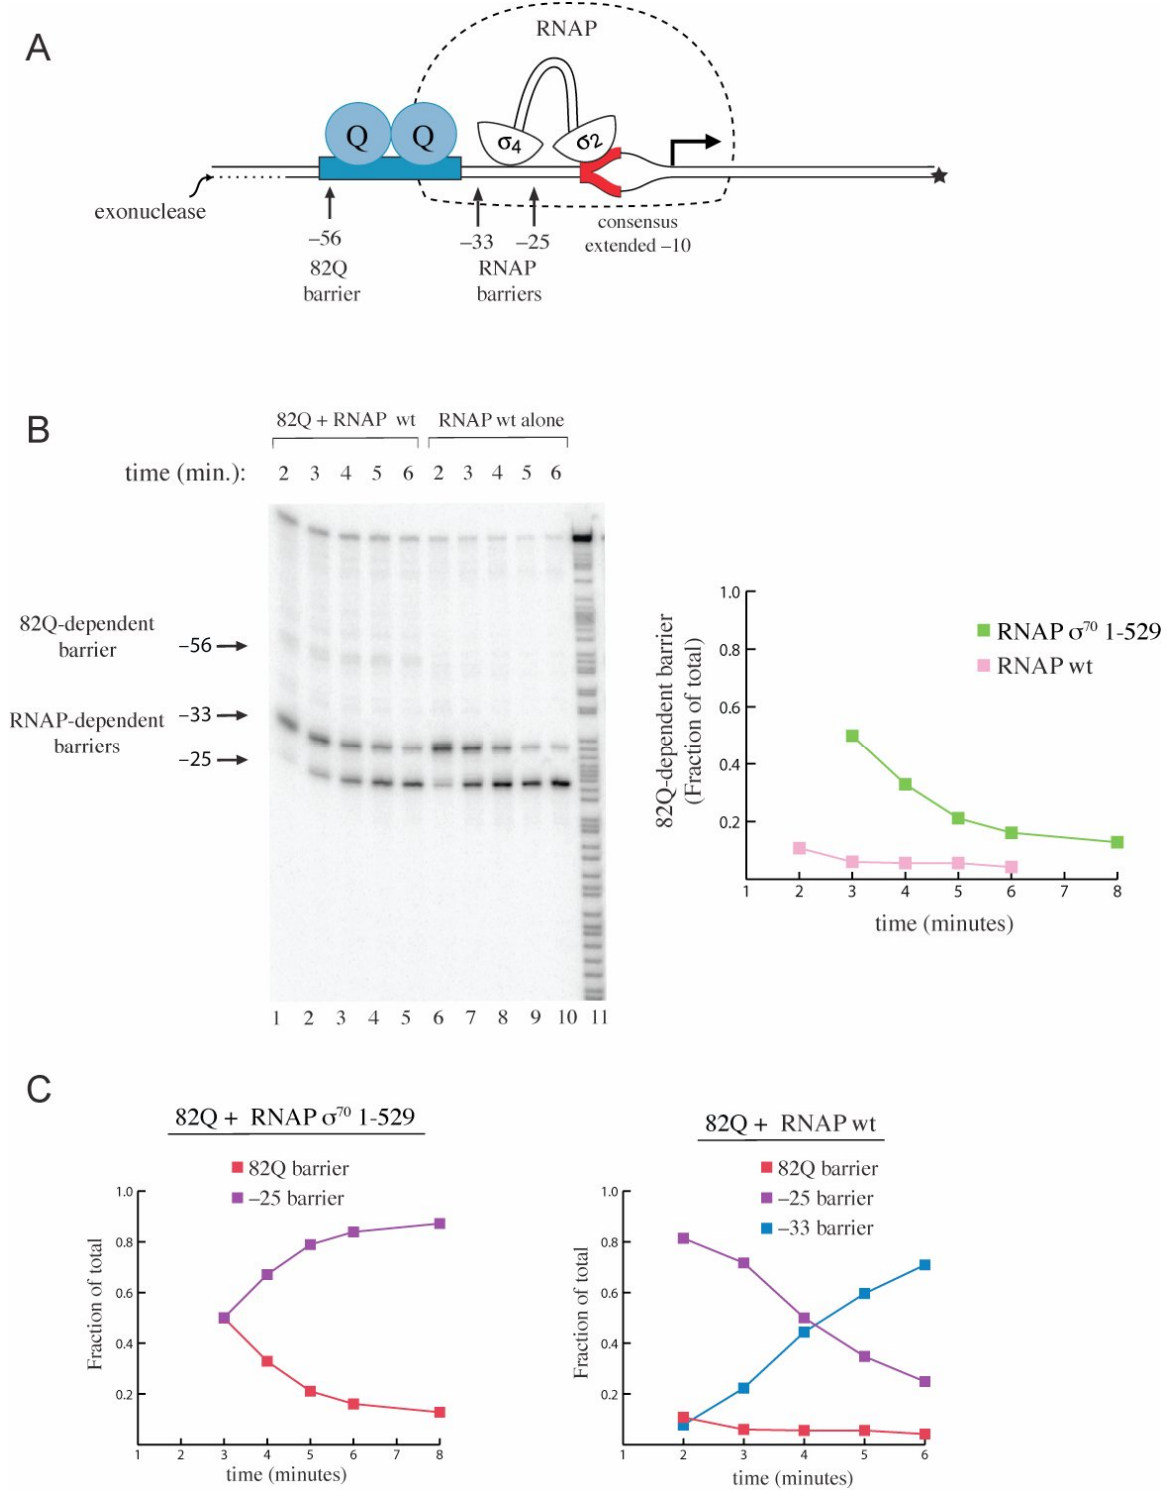 A
RNAP
Q Q σ4 σ2
exonuclease
–56 –33 –25
82Q barrier
RNAP barriers
consensus extended –10
B
82Q + RNAP wt RNAP wt alone
time (min.): 2 3 4 5 6 2 3 4 5 6
82Q-dependent barrier –56
RNAP-dependent barriers –33
–25
1 2 3 4 5 6 7 8 9 10 11
82Q-dependent barrier
(Fraction of total)
1.0
0.8
0.6
0.4
0.2
RNAP σ70 1-529
RNAP wt
1 2 3 4 5 6 7 8
time (minutes)
C
82Q + RNAP σ70 1-529
82Q barrier
–25 barrier
Fraction of total
1.0
0.8
0.6
0.4
0.2
1 2 3 4 5 6 7 8
time (minutes)
82Q + RNAP wt
82Q barrier
–25 barrier
–33 barrier
Fraction of total
1.0
0.8
0.6
0.4
0.2
1 2 3 4 5 6
time (minutes)